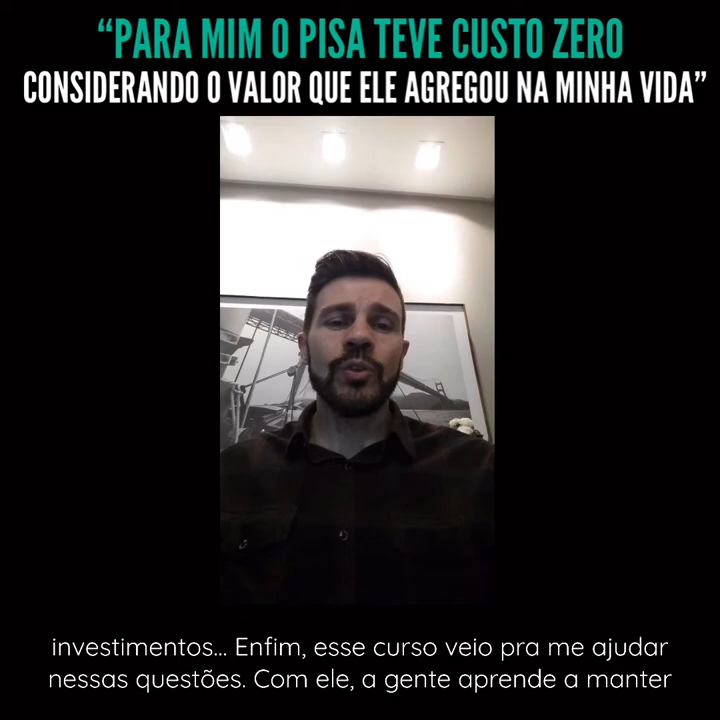 “PARA MIM O PISA TEVE CUSTO ZERO
CONSIDERANDO O VALOR QUE ELE AGREGOU NA MINHA VIDA”
investimentos... Enfim, esse curso veio pra me ajudar
nessas questões. Com ele, a gente aprende a manter